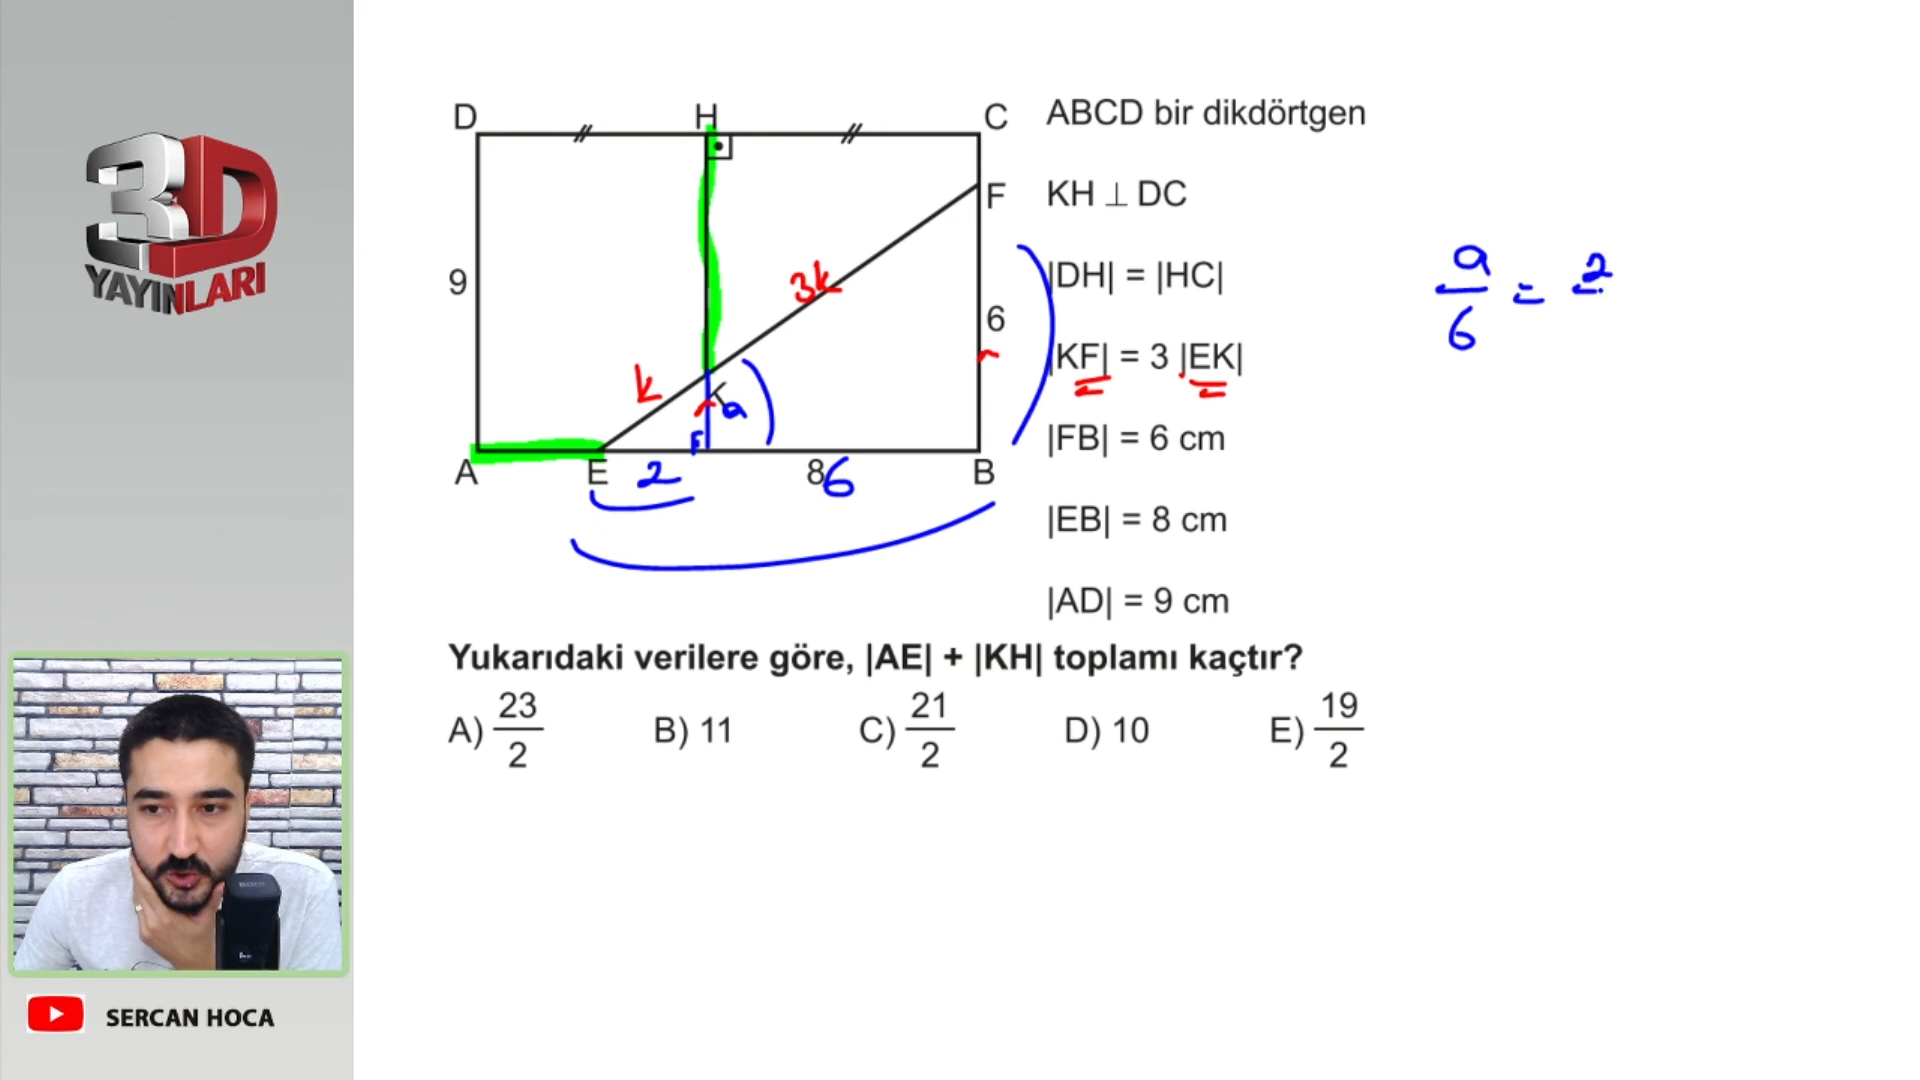 3D
YAYINLARI
D H C
ABCD bir dikdörtgen
F
KH ⊥ DC
9
3k
|DH| = |HC|
a/6 = 2
6
k
|KF| = 3 |EK|
a
F
|FB| = 6 cm
A E 2 8 6 B
|EB| = 8 cm
|AD| = 9 cm
Yukarıdaki verilere göre, |AE| + |KH| toplamı kaçtır?
A) 23/2 B) 11 C) 21/2 D) 10 E) 19/2
SERCAN HOCA